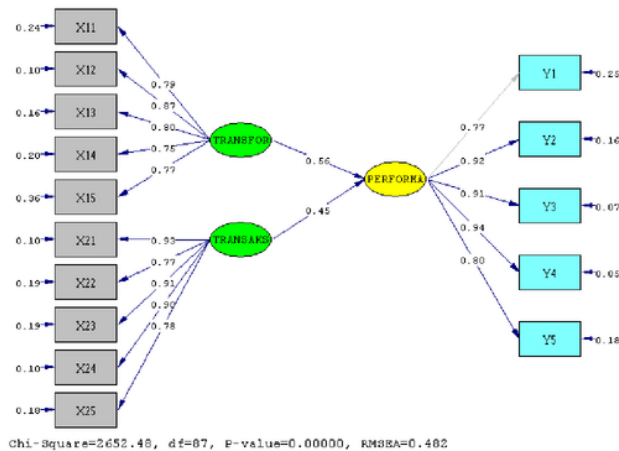 0.24 X11
0.10 X12
0.16 X13
0.20 X14
0.36 X15
0.10 X21
0.19 X22
0.19 X23
0.10 X24
0.18 X25
0.79
0.87
0.80
0.75
0.77
0.93
0.77
0.91
0.90
0.78
TRANSFOR
TRANSAKS
0.56
0.45
PERFORMA
0.77
0.92
0.91
0.94
0.80
Y1 0.25
Y2 0.16
Y3 0.07
Y4 0.05
Y5 0.18
Chi-Square=2652.48, df=87, P-value=0.00000, RMSEA=0.482